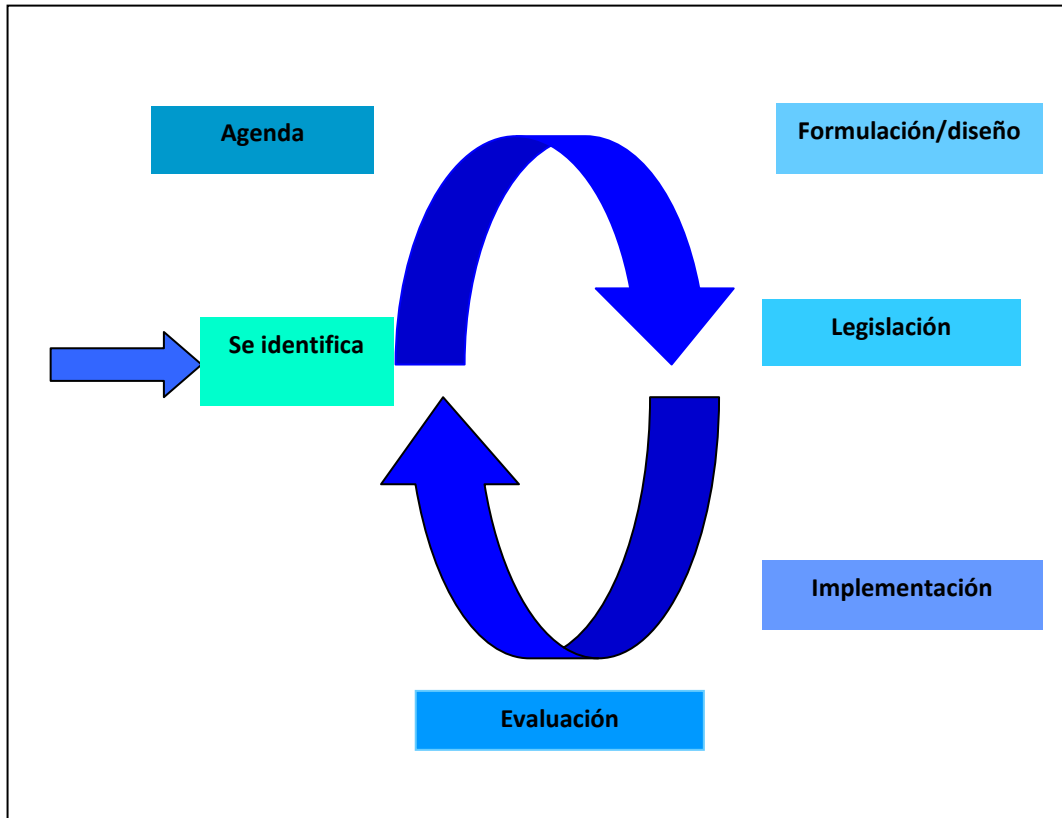 Agenda
Formulación/diseño
Se identifica
Legislación
Implementación
Evaluación